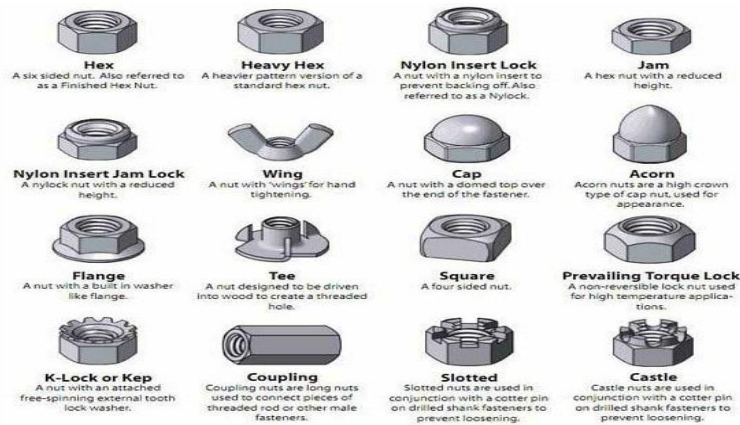 Hex
A six sided nut. Also referred to
as a Finished Hex Nut.
Heavy Hex
A heavier pattern version of a
standard hex nut.
Nylon Insert Lock
A nut with a nylon insert to
prevent backing off. Also
referred to as a Nylock.
Jam
A hex nut with a reduced
height.
Nylon Insert Jam Lock
A nylock nut with a reduced
height.
Wing
A nut with 'wings' for hand
tightening.
Cap
A nut with a domed top over
the end of the fastener.
Acorn
Acorn nuts are a high crown
type of cap nut, used for
appearance.
Flange
A nut with a built in washer
like flange.
Tee
A nut designed to be driven
into wood to create a threaded
hole.
Square
A four sided nut.
Prevailing Torque Lock
A non-reversible lock nut used
for high temperature applica-
tions.
K-Lock or Kep
A nut with an attached
free-spinning external tooth
lock washer.
Coupling
Coupling nuts are long nuts
used to connect pieces of
threaded rod or other male
fasteners.
Slotted
Slotted nuts are used in
conjunction with a cotter pin
on drilled shank fasteners to
prevent loosening.
Castle
Castle nuts are used in
conjunction with a cotter pin
on drilled shank fasteners to
prevent loosening.